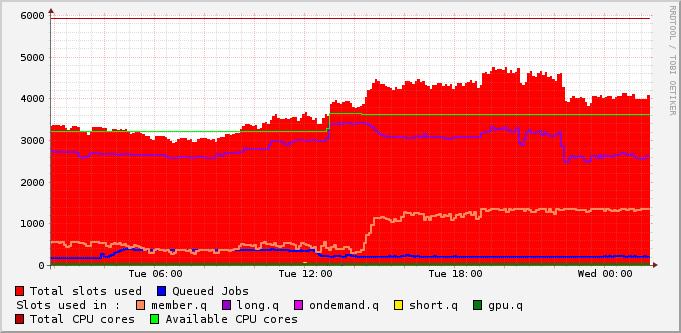 RRDTOOL / TOBI OETIKER
6000
5000
4000
3000
2000
1000
0
Tue 06:00 Tue 12:00 Tue 18:00 Wed 00:00
Total slots used Queued Jobs
Slots used in : member.q long.q ondemand.q short.q gpu.q
Total CPU cores Available CPU cores